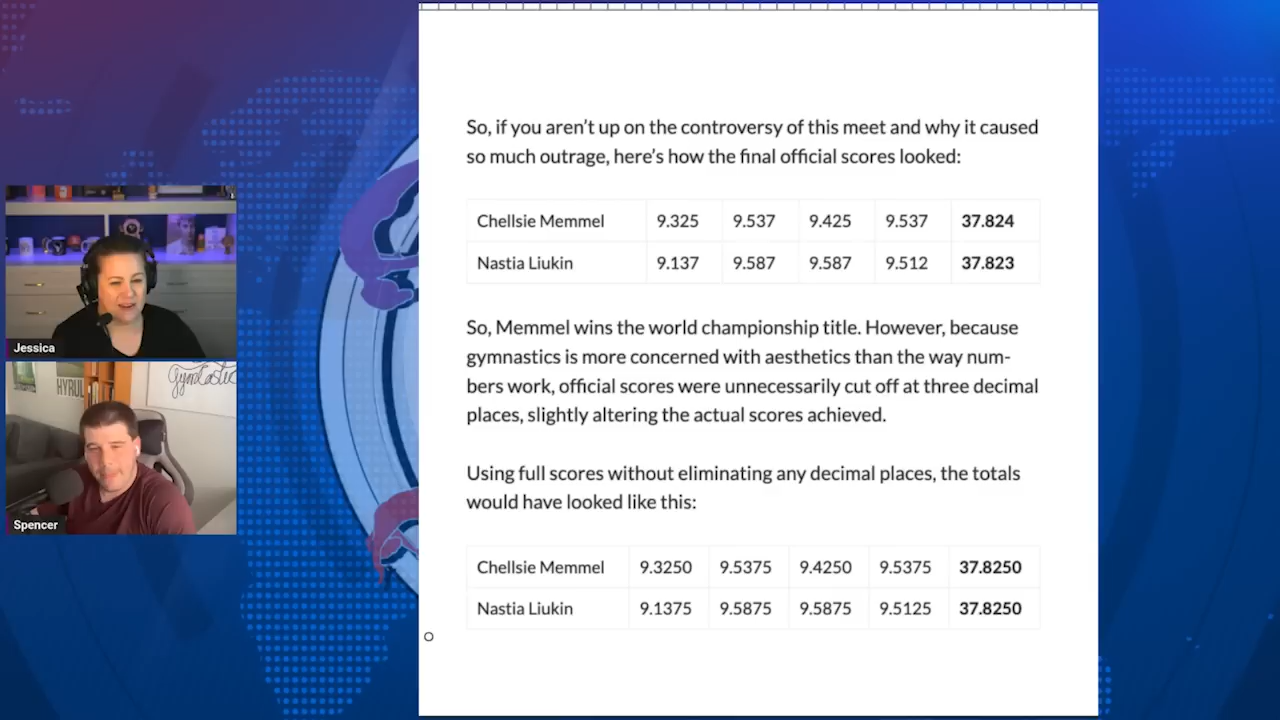 So, if you aren’t up on the controversy of this meet and why it caused
so much outrage, here’s how the final official scores looked:
Chellsie Memmel 9.325 9.537 9.425 9.537 37.824
Nastia Liukin 9.137 9.587 9.587 9.512 37.823
So, Memmel wins the world championship title. However, because
gymnastics is more concerned with aesthetics than the way num-
bers work, official scores were unnecessarily cut off at three decimal
places, slightly altering the actual scores achieved.
Using full scores without eliminating any decimal places, the totals
would have looked like this:
Chellsie Memmel 9.3250 9.5375 9.4250 9.5375 37.8250
Nastia Liukin 9.1375 9.5875 9.5875 9.5125 37.8250
Jessica
HYRUL
GymCastic
Spencer